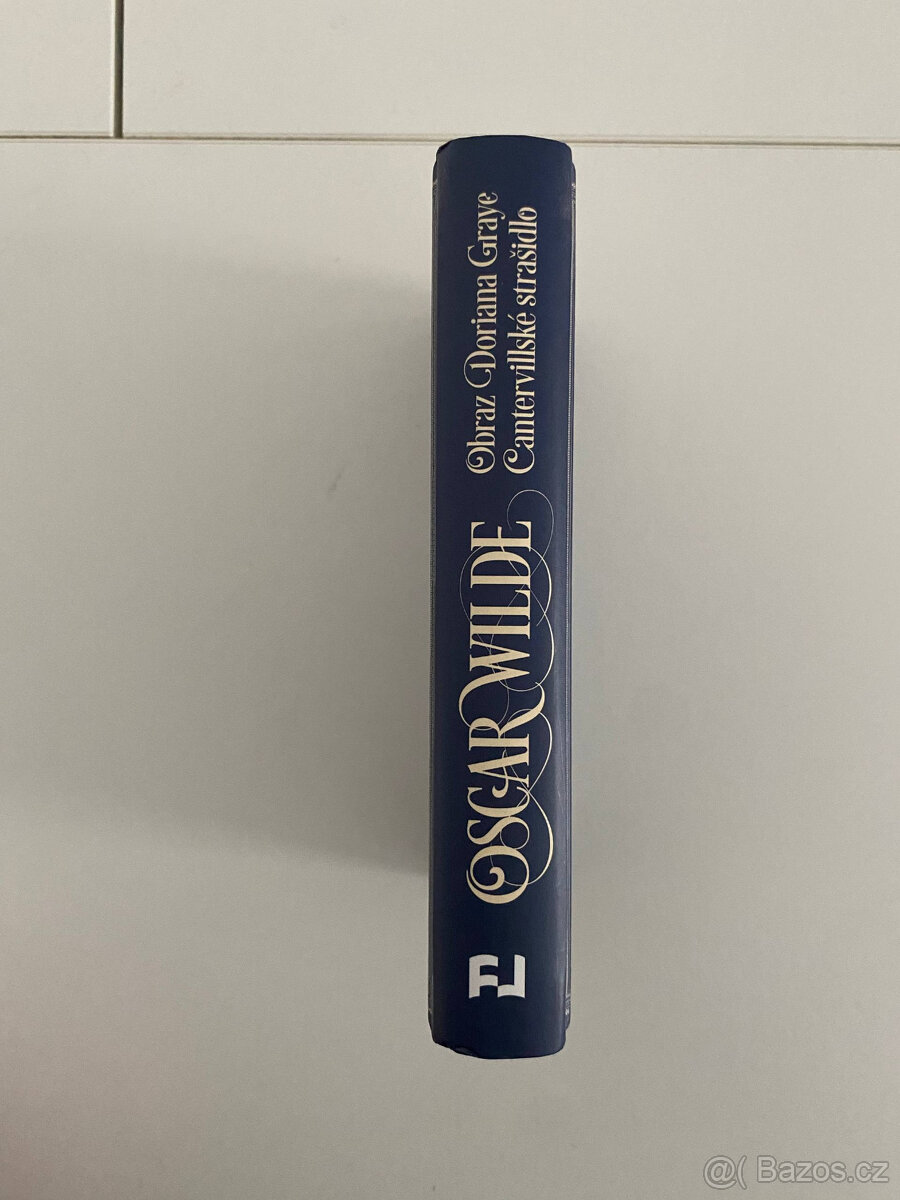 OSCAR WILDE
Obraz Doriana Graye
Cantervillské strašidlo
@( Bazos.cz